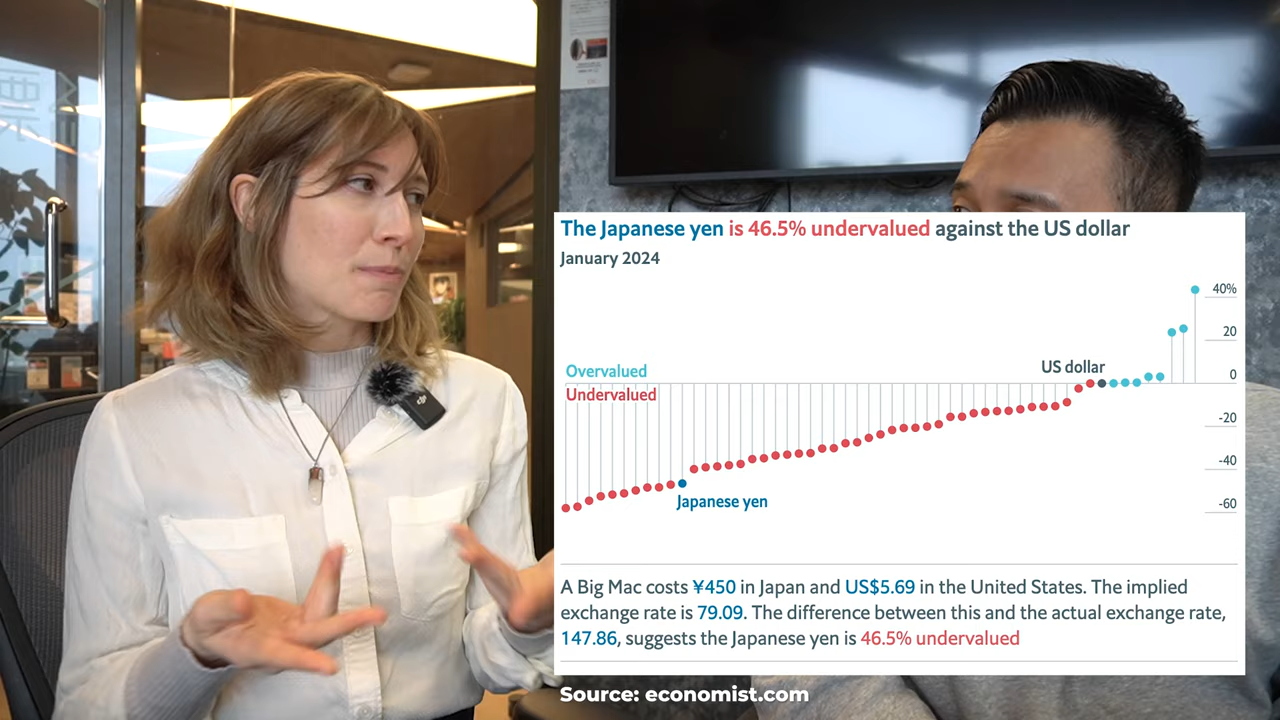 The Japanese yen is 46.5% undervalued against the US dollar
January 2024
40%
20
US dollar
Overvalued
0
Undervalued
-20
-40
Japanese yen
-60
A Big Mac costs ¥450 in Japan and US$5.69 in the United States. The implied
exchange rate is 79.09. The difference between this and the actual exchange rate,
147.86, suggests the Japanese yen is 46.5% undervalued
Source: economist.com
dji